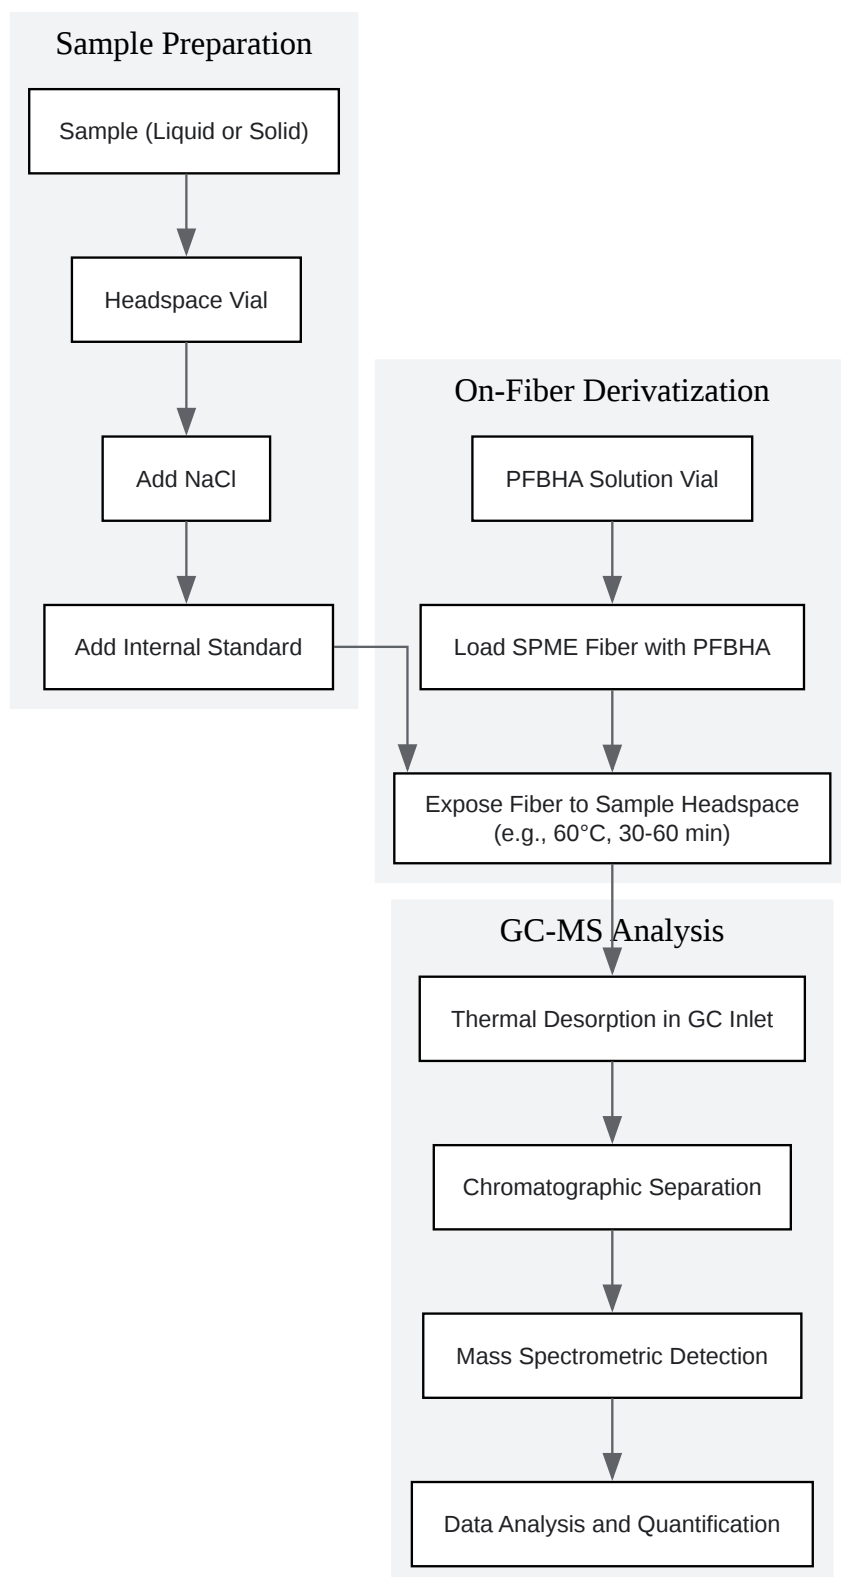 Sample Preparation
Sample (Liquid or Solid)
Headspace Vial
Add NaCl
Add Internal Standard
On-Fiber Derivatization
PFBHA Solution Vial
Load SPME Fiber with PFBHA
Expose Fiber to Sample Headspace
(e.g., 60°C, 30-60 min)
GC-MS Analysis
Thermal Desorption in GC Inlet
Chromatographic Separation
Mass Spectrometric Detection
Data Analysis and Quantification